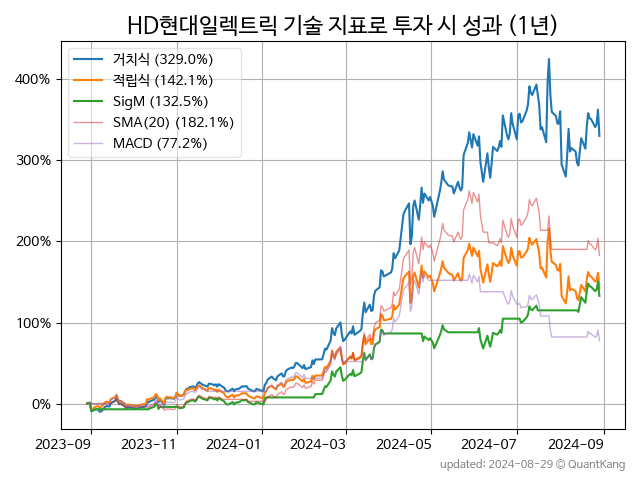 HD현대일렉트릭 기술 지표로 투자 시 성과 (1년)
거치식 (329.0%)
적립식 (142.1%)
SigM (132.5%)
SMA(20) (182.1%)
MACD (77.2%)
400%
300%
200%
100%
0%
2023-09 2023-11 2024-01 2024-03 2024-05 2024-07 2024-09
updated: 2024-08-29 © QuantKang